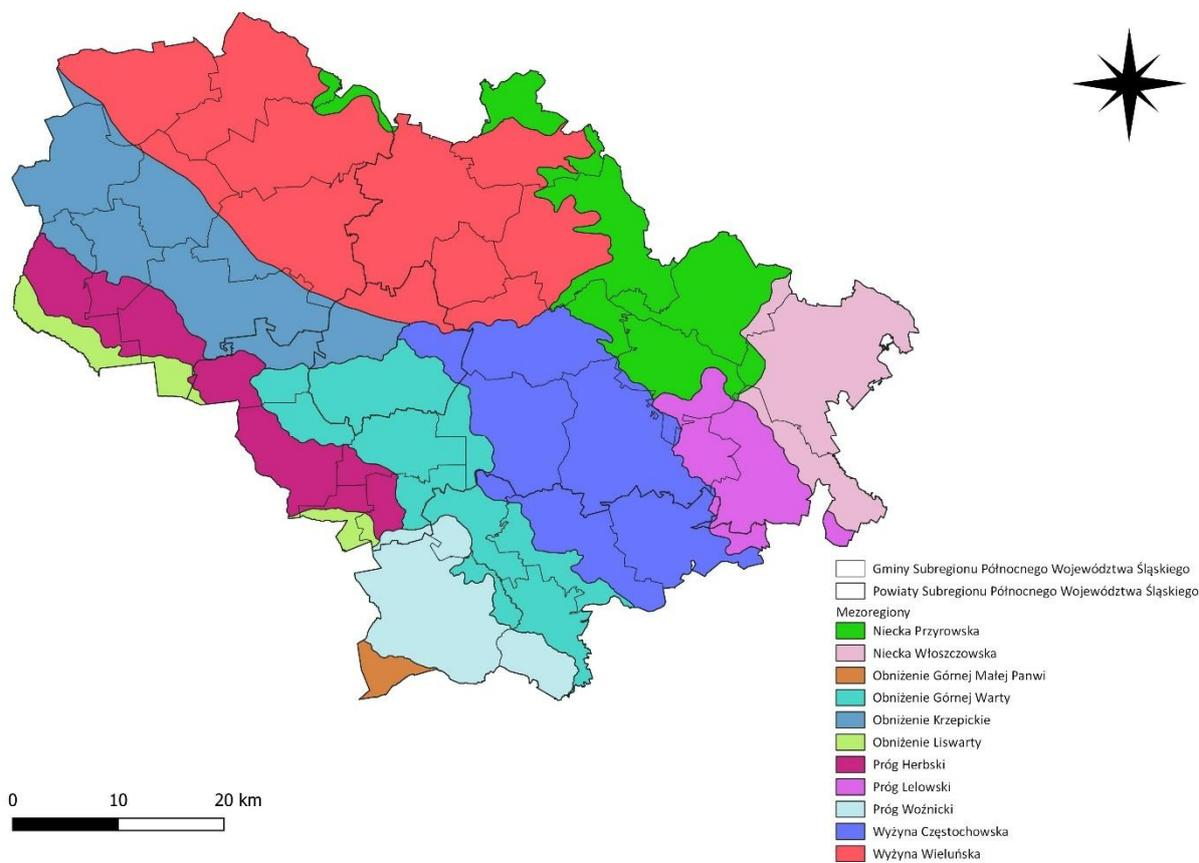 Gminy Subregionu Północnego Województwa Śląskiego
Powiaty Subregionu Północnego Województwa Śląskiego
Mezoregiony
Niecka Przyrowska
Niecka Włoszczowska
Obniżenie Górnej Małej Panwi
Obniżenie Górnej Warty
Obniżenie Krzepickie
Obniżenie Liswarty
Próg Herbski
Próg Lelowski
Próg Woźnicki
Wyżyna Częstochowska
Wyżyna Wieluńska
0 10 20 km